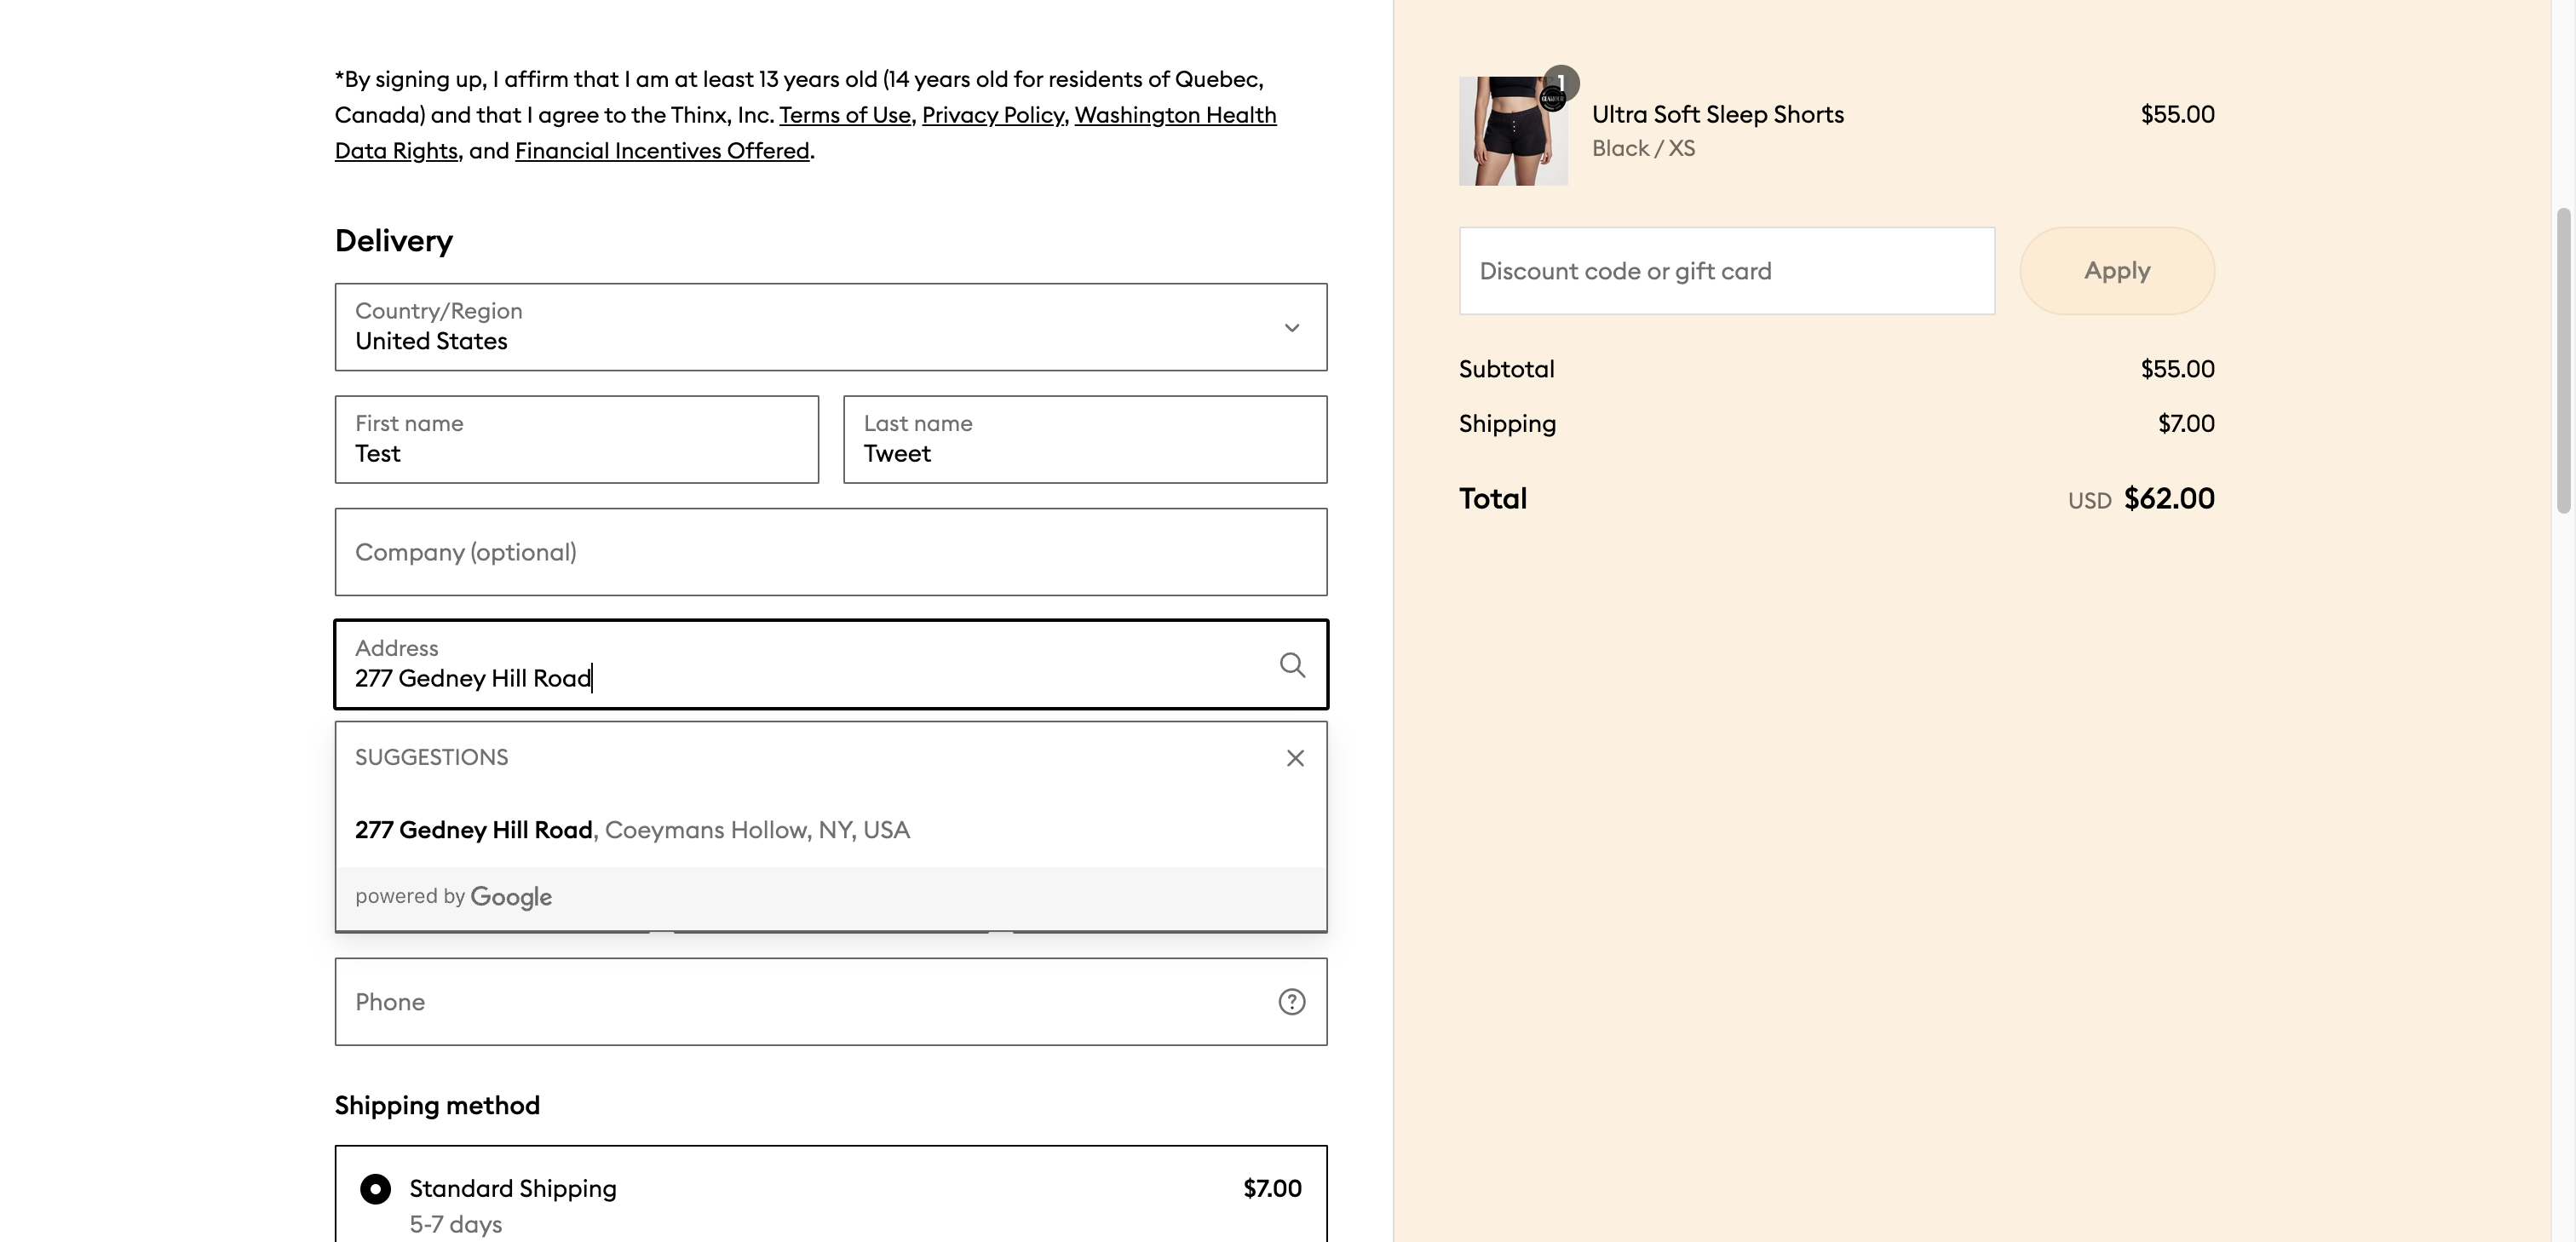 *By signing up, I affirm that I am at least 13 years old (14 years old for residents of Quebec,
Canada) and that I agree to the Thinx, Inc. Terms of Use, Privacy Policy, Washington Health
Data Rights, and Financial Incentives Offered.
Delivery
Country/Region
United States
First name
Test
Last name
Tweet
Company (optional)
Address
277 Gedney Hill Road
SUGGESTIONS
277 Gedney Hill Road, Coeymans Hollow, NY, USA
powered by Google
Phone
Shipping method
Standard Shipping
$7.00
5-7 days
1
Ultra Soft Sleep Shorts
$55.00
Black / XS
Discount code or gift card
Apply
Subtotal
$55.00
Shipping
$7.00
Total
USD $62.00